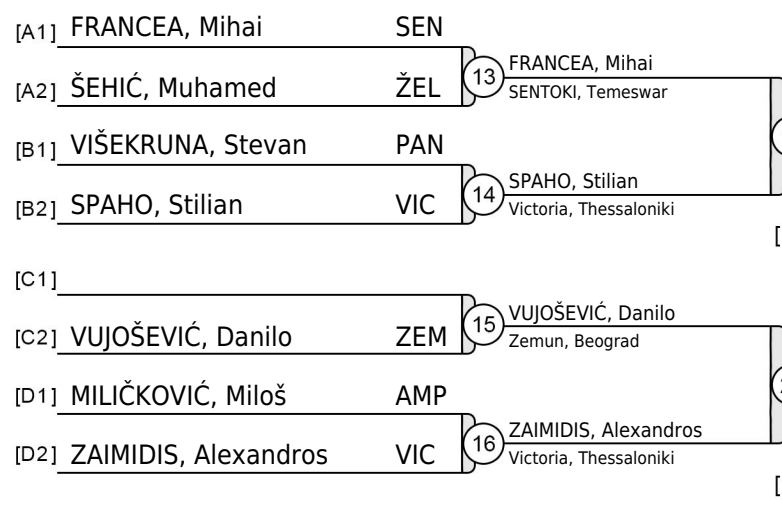 [A1] FRANCEA, Mihai SEN
[A2] ŠEHIĆ, Muhamed ŽEL
13
FRANCEA, Mihai
SENTOKI, Temeswar
[B1] VIŠEKRUNA, Stevan PAN
[B2] SPAHO, Stilian VIC
14
SPAHO, Stilian
Victoria, Thessaloniki
[
[C1]
[C2] VUJOŠEVIĆ, Danilo ZEM
15
VUJOŠEVIĆ, Danilo
Zemun, Beograd
[D1] MILIČKOVIĆ, Miloš AMP
[D2] ZAIMIDIS, Alexandros VIC
16
ZAIMIDIS, Alexandros
Victoria, Thessaloniki
[